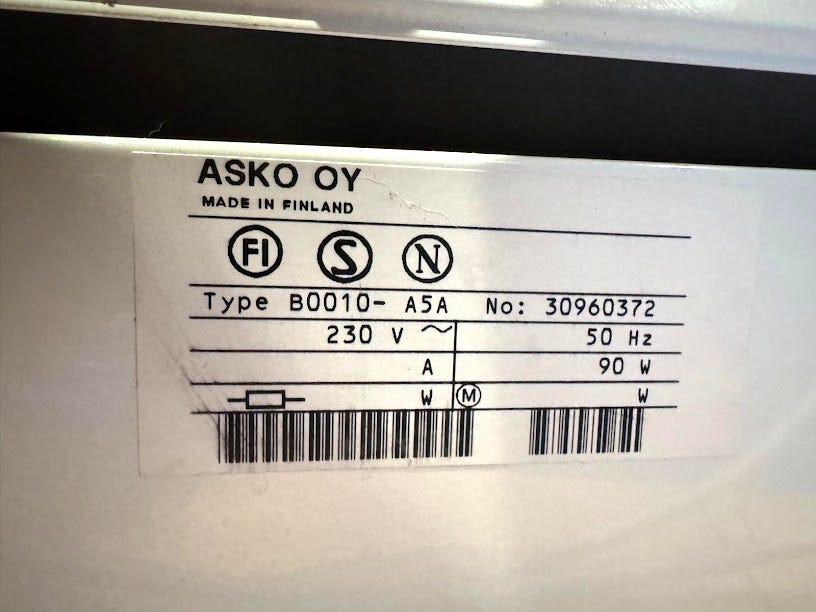 ASKO OY
MADE IN FINLAND
FI S N
Type B0010- A5A No: 30960372
230 V ~ 50 Hz
A 90 W
W M W